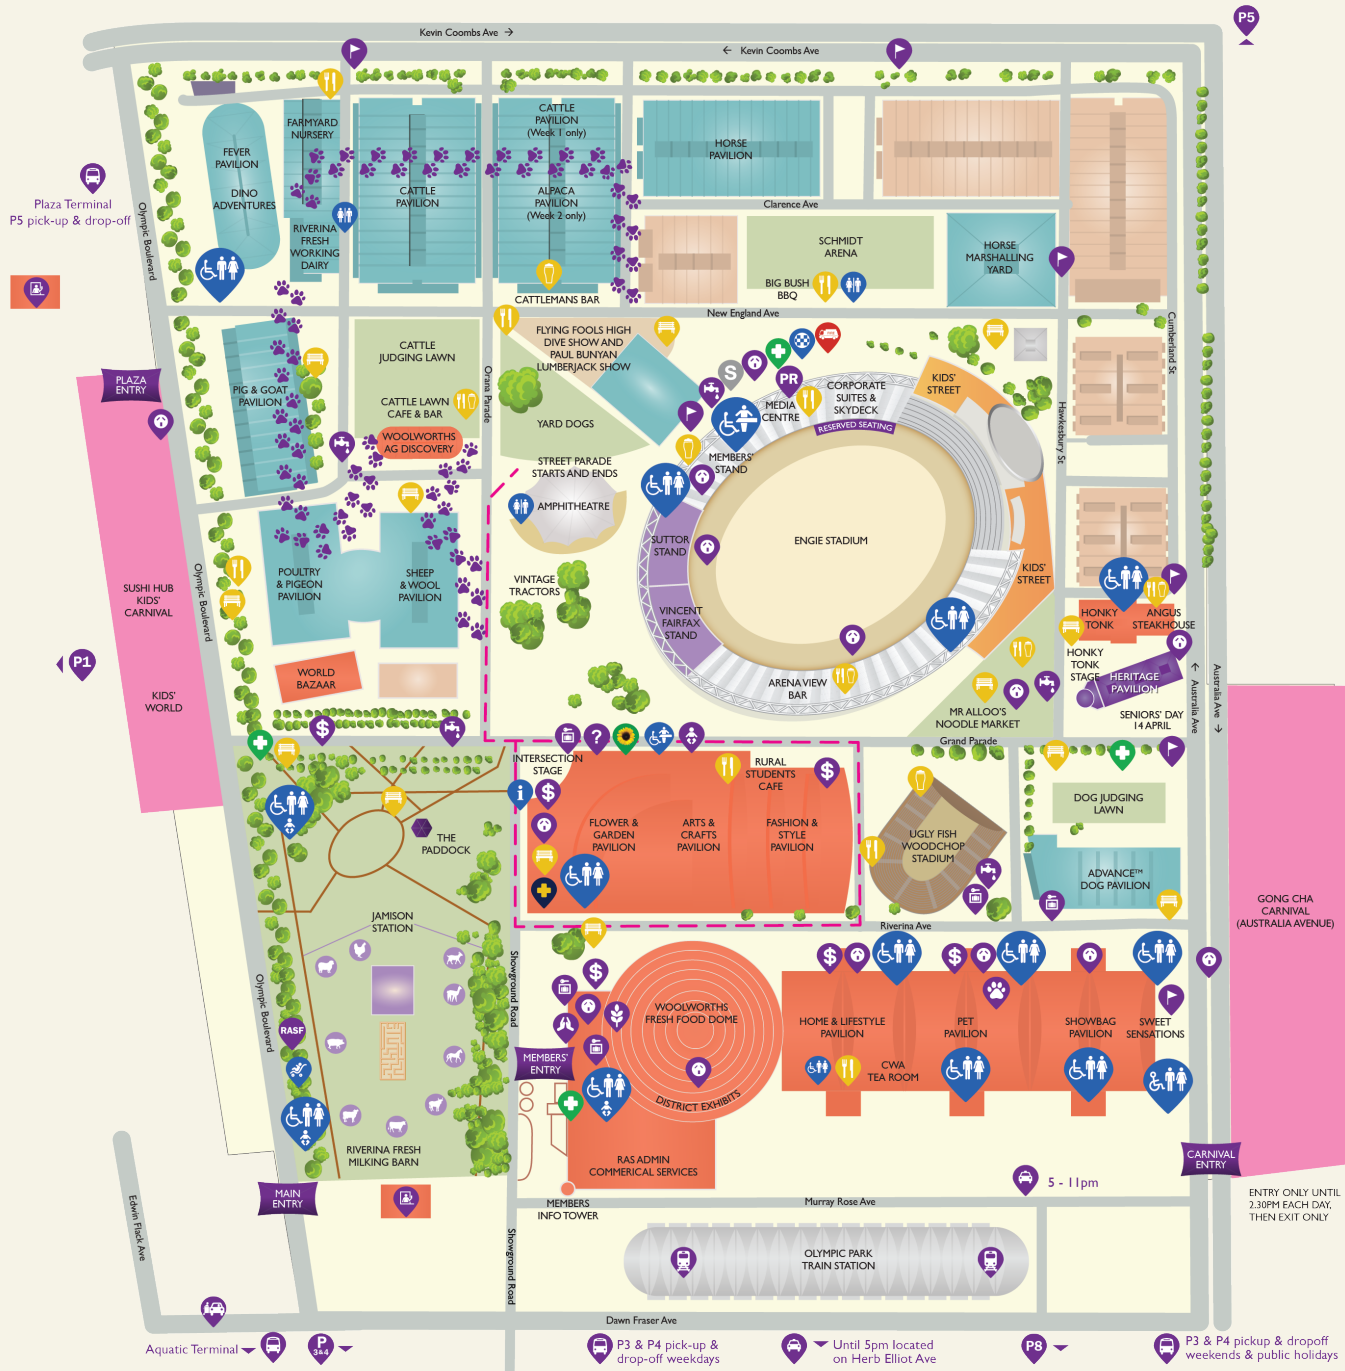 Kevin Coombs Ave →
← Kevin Coombs Ave
P5
FARMYARD
NURSERY
FEVER
PAVILION
DINO
ADVENTURES
CATTLE
PAVILION
(Week 1 only)
HORSE
PAVILION
CATTLE
PAVILION
ALPACA
PAVILION
(Week 2 only)
Plaza Terminal
P5 pick-up & drop-off
Olympic Boulevard
RIVERINA
FRESH
WORKING
DAIRY
Clarence Ave
SCHMIDT
ARENA
HORSE
MARSHALLING
YARD
BIG BUSH
BBQ
CATTLEMANS BAR
New England Ave
Cumberland St
CATTLE
JUDGING LAWN
FLYING FOOLS HIGH
DIVE SHOW AND
PAUL BUNYAN
LUMBERJACK SHOW
PLAZA
ENTRY
PIG & GOAT
PAVILION
CATTLE LAWN
CAFE & BAR
Orana Parade
WOOLWORTHS
AG DISCOVERY
YARD DOGS
S
PR
MEDIA
CENTRE
CORPORATE
SUITES &
SKYDECK
RESERVED SEATING
KIDS'
STREET
Hawkesbury St
MEMBERS'
STAND
STREET PARADE
STARTS AND ENDS
AMPHITHEATRE
SUTTOR
STAND
ENGIE STADIUM
KIDS'
STREET
POULTRY
& PIGEON
PAVILION
SHEEP
& WOOL
PAVILION
VINTAGE
TRACTORS
VINCENT
FAIRFAX
STAND
Olympic Boulevard
SUSHI HUB
KIDS'
CARNIVAL
HONKY
TONK
ANGUS
STEAKHOUSE
P1
WORLD
BAZAAR
KIDS'
WORLD
ARENA VIEW
BAR
HONKY
TONK
STAGE
HERITAGE
PAVILION
MR ALLOO'S
NOODLE MARKET
SENIORS' DAY
14 APRIL
← Australia Ave
Australia Ave →
Grand Parade
$
?
INTERSECTION
STAGE
i
$
RURAL
STUDENTS
CAFE
$
THE
PADDOCK
FLOWER &
GARDEN
PAVILION
ARTS &
CRAFTS
PAVILION
FASHION &
STYLE
PAVILION
UGLY FISH
WOODCHOP
STADIUM
DOG JUDGING
LAWN
ADVANCE™
DOG PAVILION
GONG CHA
CARNIVAL
(AUSTRALIA AVENUE)
JAMISON
STATION
Riverina Ave
Olympic Boulevard
Showground Road
$
$
$
WOOLWORTHS
FRESH FOOD DOME
HOME & LIFESTYLE
PAVILION
PET
PAVILION
SHOWBAG
PAVILION
SWEET
SENSATIONS
RASF
MEMBERS'
ENTRY
CWA
TEA ROOM
DISTRICT EXHIBITS
RIVERINA FRESH
MILKING BARN
RAS ADMIN
COMMERICAL SERVICES
CARNIVAL
ENTRY
MAIN
ENTRY
MEMBERS
INFO TOWER
5 - 11pm
ENTRY ONLY UNTIL
2.30PM EACH DAY,
THEN EXIT ONLY
Murray Rose Ave
Edwin Flack Ave
Showground Road
OLYMPIC PARK
TRAIN STATION
Dawn Fraser Ave
Aquatic Terminal
P
3&4
P3 & P4 pick-up &
drop-off weekdays
Until 5pm located
on Herb Elliot Ave
P8
P3 & P4 pickup & dropoff
weekends & public holidays